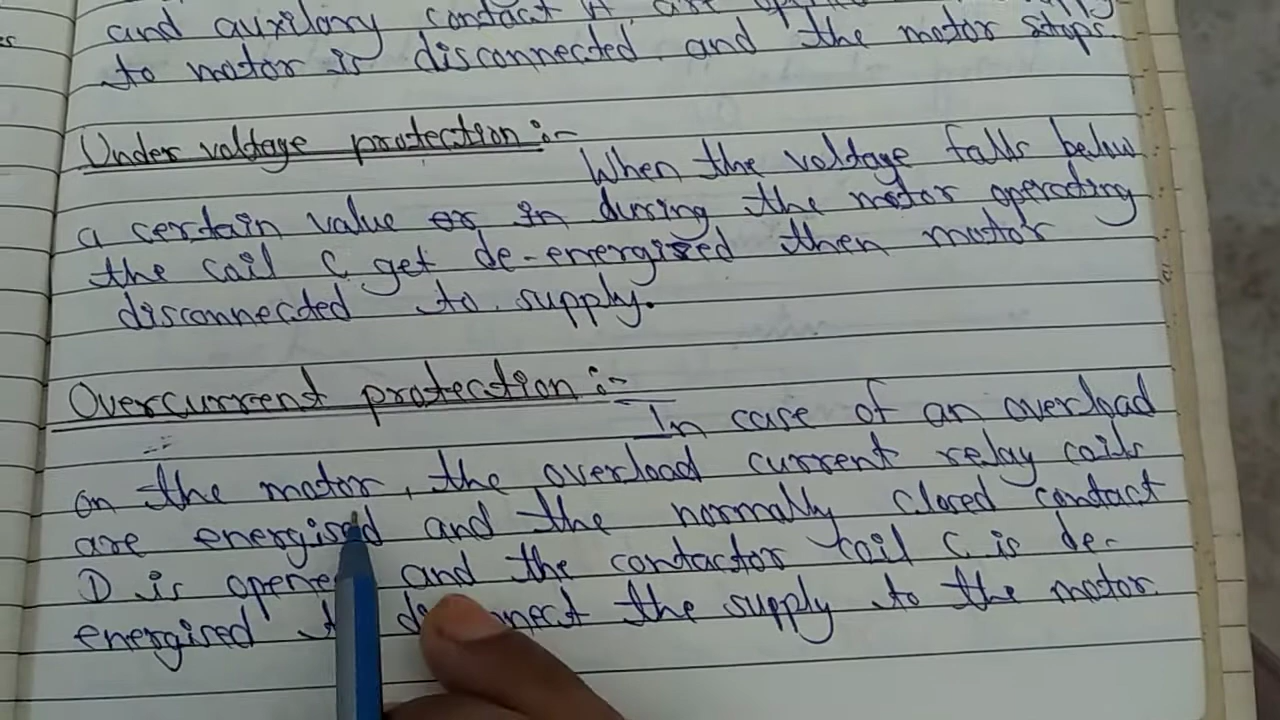 and auxilory contact A are
to motor is disconnected and the motor stops.
Under voltage protection :-
When the voltage falls below
a certain value or in during the motor operating
the coil C get de-energised then motor
disconnected to supply.
Overcurrent protection :-
In case of an overload
on the motor, the overload current relay coils
are energised and the normally closed contact
D is opene and the contactor coil C is de-
energised the supply to the motor.